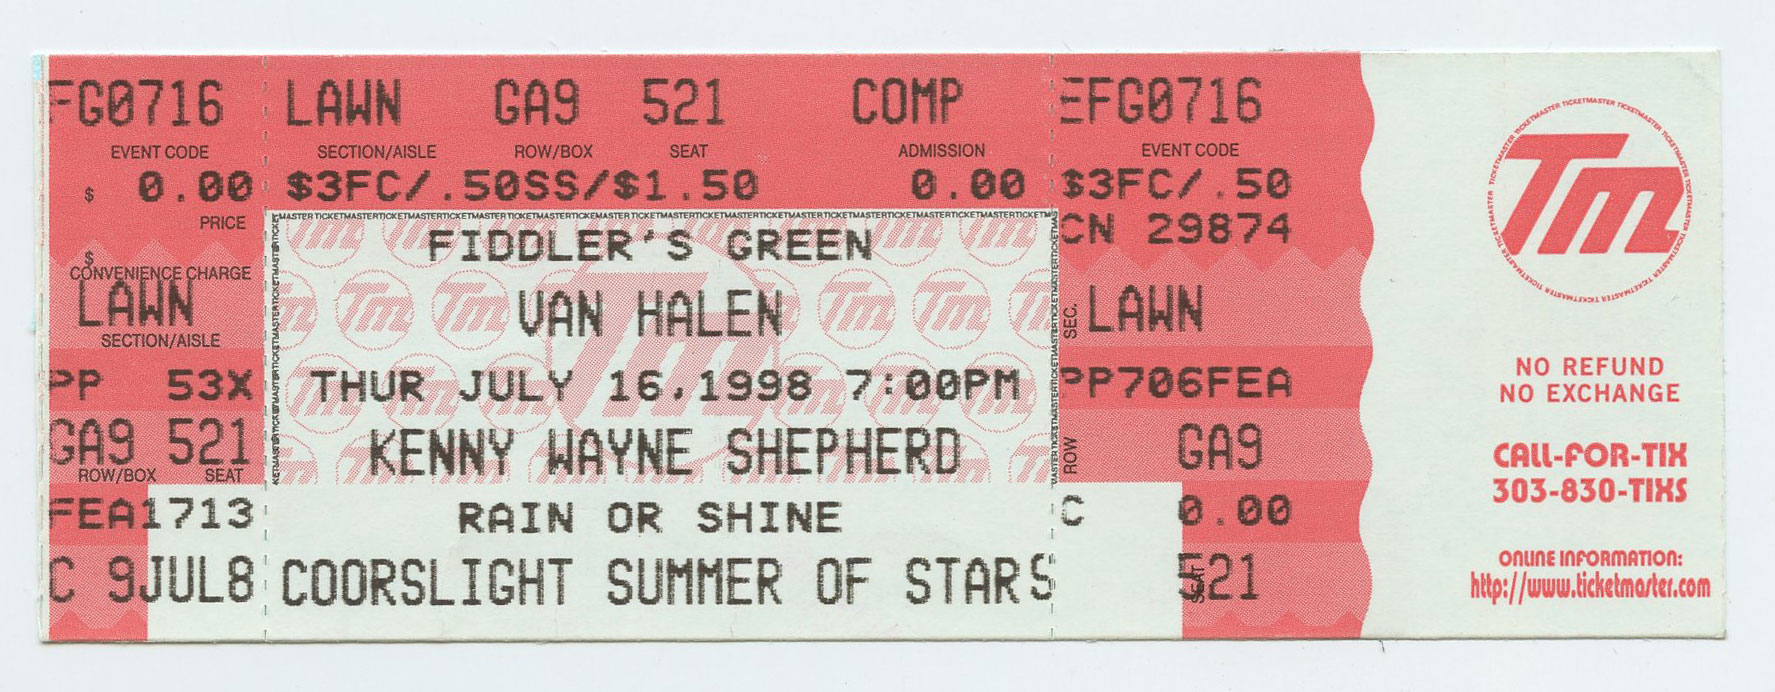 FG0716 LAWN GA9 521 COMP EFG0716
EVENT CODE SECTION/AISLE ROW/BOX SEAT ADMISSION EVENT CODE
$ 0.00 $3FC/.50SS/$1.50 0.00 $3FC/.50
PRICE
CN 29874
$
CONVENIENCE CHARGE
LAWN
SECTION/AISLE
PP 53X
GA9 521
ROW/BOX SEAT
FEA1713
C 9JUL8
FIDDLER'S GREEN
VAN HALEN
THUR JULY 16,1998 7:00PM
KENNY WAYNE SHEPHERD
RAIN OR SHINE
COORSLIGHT SUMMER OF STARS
SEC. LAWN
PP706FEA
ROW GA9
C 0.00
SEAT 521
Tm
NO REFUND
NO EXCHANGE
CALL-FOR-TIX
303-830-TIXS
ONLINE INFORMATION:
http://www.ticketmaster.com